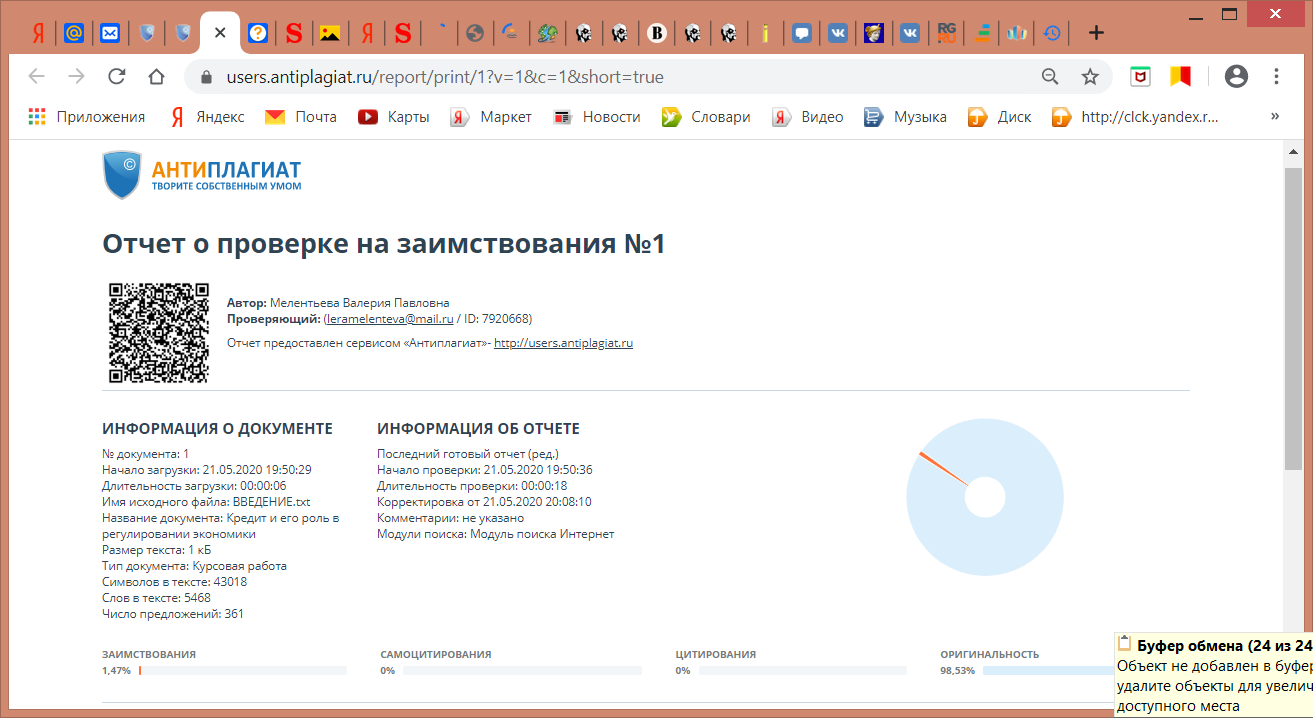 users.antiplagiat.ru/report/print/1?v=1&c=1&short=true
Приложения
Яндекс
Почта
Карты
Маркет
Новости
Словари
Видео
Музыка
Диск
http://clck.yandex.r...
АНТИПЛАГИАТ
ТВОРИТЕ СОБСТВЕННЫМ УМОМ
Отчет о проверке на заимствования №1
Автор: Мелентьева Валерия Павловна
Проверяющий: (leramelenteva@mail.ru / ID: 7920668)
Отчет предоставлен сервисом «Антиплагиат»- http://users.antiplagiat.ru
ИНФОРМАЦИЯ О ДОКУМЕНТЕ
№ документа: 1
Начало загрузки: 21.05.2020 19:50:29
Длительность загрузки: 00:00:06
Имя исходного файла: ВВЕДЕНИЕ.txt
Название документа: Кредит и его роль в
регулировании экономики
Размер текста: 1 кБ
Тип документа: Курсовая работа
Символов в тексте: 43018
Слов в тексте: 5468
Число предложений: 361
ИНФОРМАЦИЯ ОБ ОТЧЕТЕ
Последний готовый отчет (ред.)
Начало проверки: 21.05.2020 19:50:36
Длительность проверки: 00:00:18
Корректировка от 21.05.2020 20:08:10
Комментарии: не указано
Модули поиска: Модуль поиска Интернет
ЗАИМСТВОВАНИЯ
1,47%
САМОЦИТИРОВАНИЯ
0%
ЦИТИРОВАНИЯ
0%
ОРИГИНАЛЬНОСТЬ
98,53%
Буфер обмена (24 из 24
Объект не добавлен в буфер
удалите объекты для увелич
доступного места